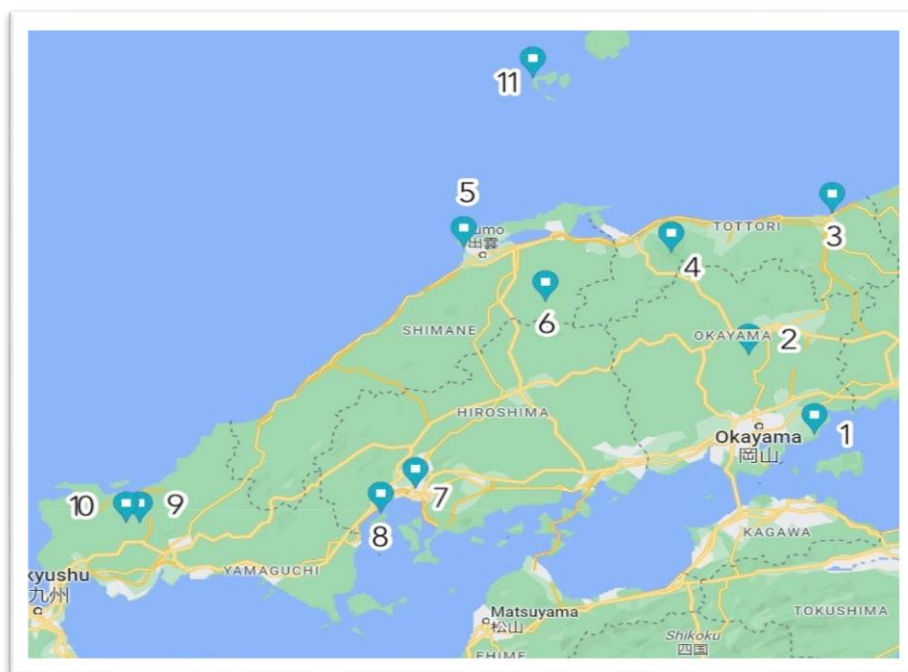 11
5
umo
出雲
TOTTORI
3
4
6
SHIMANE
OKAYAMA
2
HIROSHIMA
1
Okayama
岡山
7
10
9
8
KAGAWA
kyushu
九州
YAMAGUCHI
Matsuyama
松山
TOKUSHIMA
Shikoku
四国
EHIME